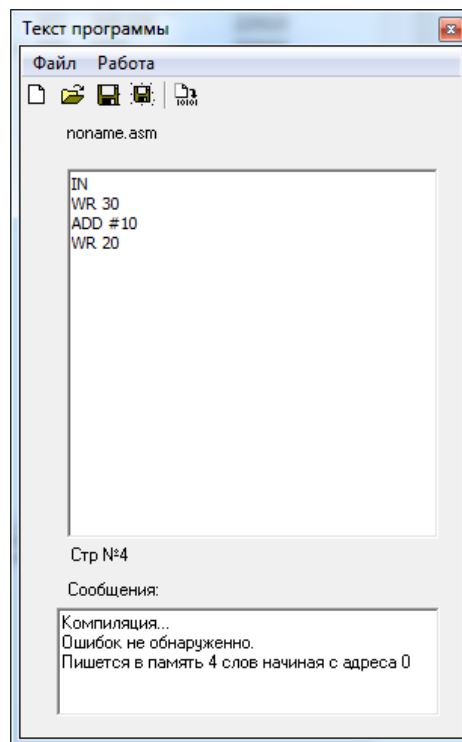 Текст программы
Файл Работа
10101
noname.asm
IN
WR 30
ADD #10
WR 20
Стр №4
Сообщения:
Компиляция...
Ошибок не обнаруженно.
Пишется в память 4 слов начиная с адреса 0